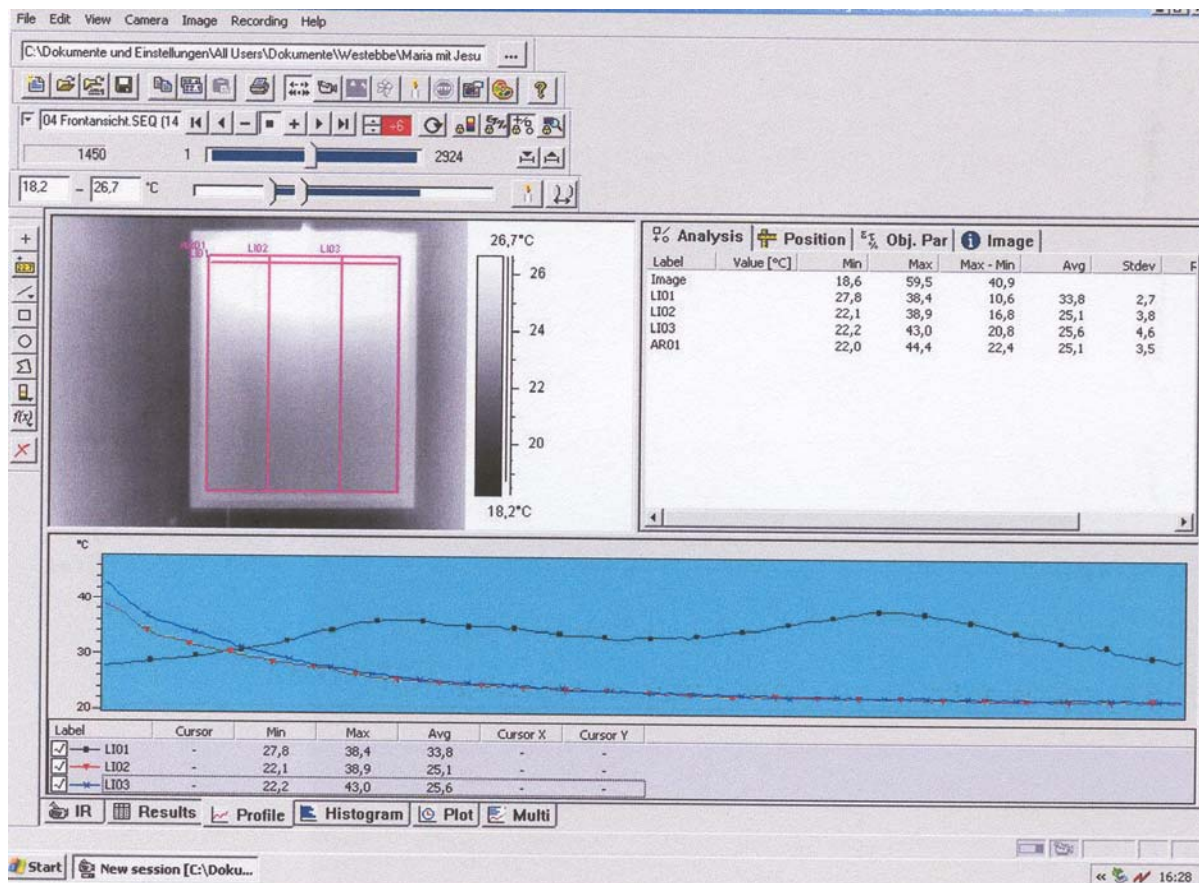 File Edit View Camera Image Recording Help
C:\Dokumente und Einstellungen\All Users\Dokumente\Westebbe\Maria mit Jesu ...
04 Frontansicht.SEQ (14 -6
1450 1 2924
18,2 - 26,7 °C
AR01
LI01 LI02 LI03
26,7°C
26
24
22
20
18,2°C
Analysis Position Obj. Par Image
Label Value [°C] Min Max Max - Min Avg Stdev F
Image 18,6 59,5 40,9
LI01 27,8 38,4 10,6 33,8 2,7
LI02 22,1 38,9 16,8 25,1 3,8
LI03 22,2 43,0 20,8 25,6 4,6
AR01 22,0 44,4 22,4 25,1 3,5
°C
40
30
20
Label Cursor Min Max Avg Cursor X Cursor Y
LI01 - 27,8 38,4 33,8 - -
LI02 - 22,1 38,9 25,1 - -
LI03 - 22,2 43,0 25,6 - -
IR Results Profile Histogram Plot Multi
Start New session [C:\Doku... « 16:28